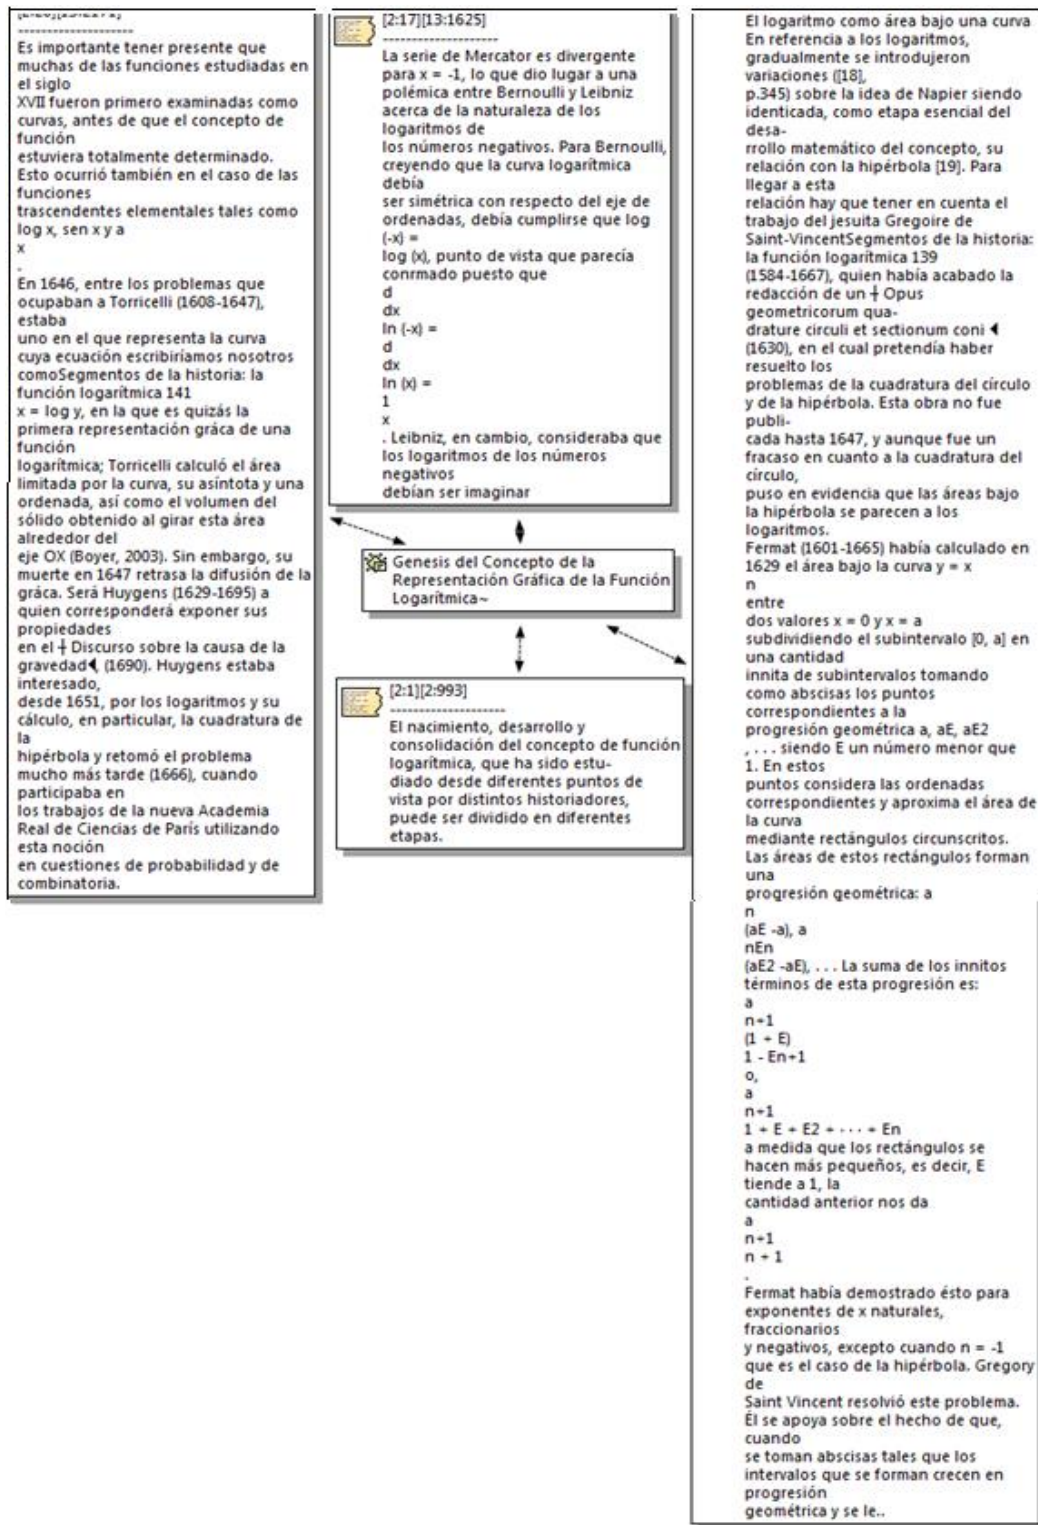 Es importante tener presente que
muchas de las funciones estudiadas en
el siglo
XVII fueron primero examinadas como
curvas, antes de que el concepto de
función
estuviera totalmente determinado.
Esto ocurrió también en el caso de las
funciones
trascendentes elementales tales como
log x, sen x y a
x
.
En 1646, entre los problemas que
ocupaban a Torricelli (1608-1647),
estaba
uno en el que representa la curva
cuya ecuación escribiríamos nosotros
comoSegmentos de la historia: la
función logarítmica 141
x = log y, en la que es quizás la
primera representación gráca de una
función
logarítmica; Torricelli calculó el área
limitada por la curva, su asíntota y una
ordenada, así como el volumen del
sólido obtenido al girar esta área
alrededor del
eje OX (Boyer, 2003). Sin embargo, su
muerte en 1647 retrasa la difusión de la
gráca. Será Huygens (1629-1695) a
quien corresponderá exponer sus
propiedades
en el ┼ Discurso sobre la causa de la
gravedad◀, (1690). Huygens estaba
interesado,
desde 1651, por los logaritmos y su
cálculo, en particular, la cuadratura de
la
hipérbola y retomó el problema
mucho más tarde (1666), cuando
participaba en
los trabajos de la nueva Academia
Real de Ciencias de París utilizando
esta noción
en cuestiones de probabilidad y de
combinatoria.
[2:17][13:1625]
--------------------
La serie de Mercator es divergente
para x = -1, lo que dio lugar a una
polémica entre Bernoulli y Leibniz
acerca de la naturaleza de los
logaritmos de
los números negativos. Para Bernoulli,
creyendo que la curva logarítmica
debía
ser simétrica con respecto del eje de
ordenadas, debía cumplirse que log
(-x) =
log (x), punto de vista que parecía
conrmado puesto que
d
dx
ln (-x) =
d
dx
ln (x) =
1
x
. Leibniz, en cambio, consideraba que
los logaritmos de los números
negativos
debían ser imaginar
Genesis del Concepto de la
Representación Gráfica de la Función
Logarítmica~
[2:1][2:993]
--------------------
El nacimiento, desarrollo y
consolidación del concepto de función
logarítmica, que ha sido estu-
diado desde diferentes puntos de
vista por distintos historiadores,
puede ser dividido en diferentes
etapas.
El logaritmo como área bajo una curva
En referencia a los logaritmos,
gradualmente se introdujeron
variaciones ([18],
p.345) sobre la idea de Napier siendo
identicada, como etapa esencial del
desa-
rrollo matemático del concepto, su
relación con la hipérbola [19]. Para
llegar a esta
relación hay que tener en cuenta el
trabajo del jesuita Gregoire de
Saint-VincentSegmentos de la historia:
la función logarítmica 139
(1584-1667), quien había acabado la
redacción de un ┼ Opus
geometricorum qua-
drature circuli et sectionum coni ◀
(1630), en el cual pretendía haber
resuelto los
problemas de la cuadratura del círculo
y de la hipérbola. Esta obra no fue
publi-
cada hasta 1647, y aunque fue un
fracaso en cuanto a la cuadratura del
círculo,
puso en evidencia que las áreas bajo
la hipérbola se parecen a los
logaritmos.
Fermat (1601-1665) había calculado en
1629 el área bajo la curva y = x
n
entre
dos valores x = 0 y x = a
subdividiendo el subintervalo [0, a] en
una cantidad
innita de subintervalos tomando
como abscisas los puntos
correspondientes a la
progresión geométrica a, aE, aE2
, . . . siendo E un número menor que
1. En estos
puntos considera las ordenadas
correspondientes y aproxima el área de
la curva
mediante rectángulos circunscritos.
Las áreas de estos rectángulos forman
una
progresión geométrica: a
n
(aE -a), a
nEn
(aE2 -aE), . . . La suma de los innitos
términos de esta progresión es:
a
n+1
(1 + E)
1 - En+1
o,
a
n+1
1 + E + E2 + · · · + En
a medida que los rectángulos se
hacen más pequeños, es decir, E
tiende a 1, la
cantidad anterior nos da
a
n+1
n + 1
.
Fermat había demostrado ésto para
exponentes de x naturales,
fraccionarios
y negativos, excepto cuando n = -1
que es el caso de la hipérbola. Gregory
de
Saint Vincent resolvió este problema.
Él se apoya sobre el hecho de que,
cuando
se toman abscisas tales que los
intervalos que se forman crecen en
progresión
geométrica y se le..